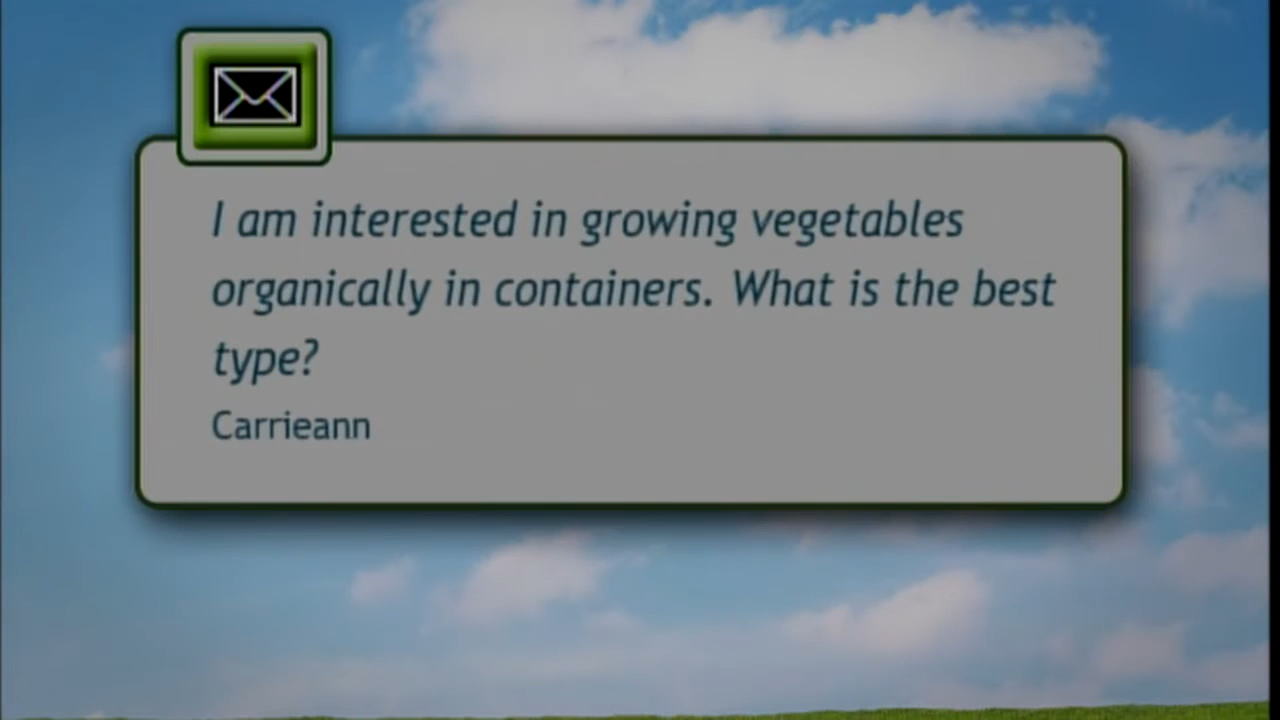 I am interested in growing vegetables
organically in containers. What is the best
type?
Carrieann